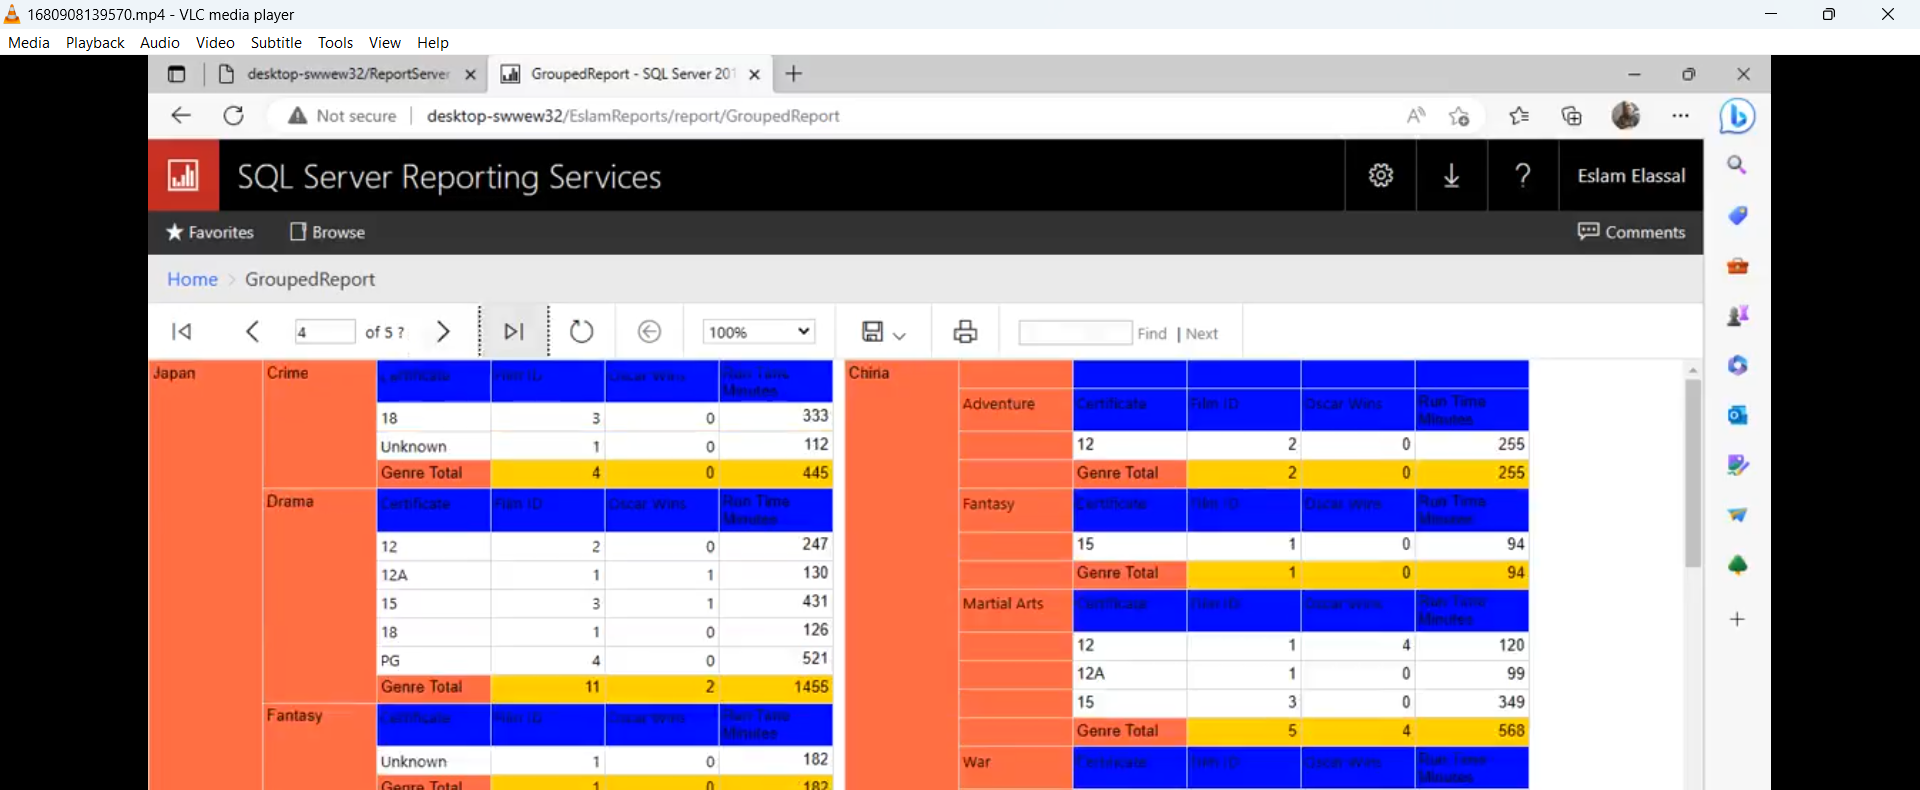 1680908139570.mp4 - VLC media player
Media Playback Audio Video Subtitle Tools View Help
desktop-swwew32/ReportServer GroupedReport - SQL Server 201
Not secure desktop-swwew32/EslamReports/report/GroupedReport
SQL Server Reporting Services ? Eslam Elassal
Favorites Browse Comments
Home > GroupedReport
4 of 5 ? 100% Find | Next
Japan Crime Certificate Film ID Oscar Wins Run Time Minutes
18 3 0 333
Unknown 1 0 112
Genre Total 4 0 445
Drama Certificate Film ID Oscar Wins Run Time Minutes
12 2 0 247
12A 1 1 130
15 3 1 431
18 1 0 126
PG 4 0 521
Genre Total 11 2 1455
Fantasy Certificate Film ID Oscar Wins Run Time Minutes
Unknown 1 0 182
Genre Total 1 0 182
China
Adventure Certificate Film ID Oscar Wins Run Time Minutes
12 2 0 255
Genre Total 2 0 255
Fantasy Certificate Film ID Oscar Wins Run Time Minutes
15 1 0 94
Genre Total 1 0 94
Martial Arts Certificate Film ID Oscar Wins Run Time Minutes
12 1 4 120
12A 1 0 99
15 3 0 349
Genre Total 5 4 568
War Certificate Film ID Oscar Wins Run Time Minutes